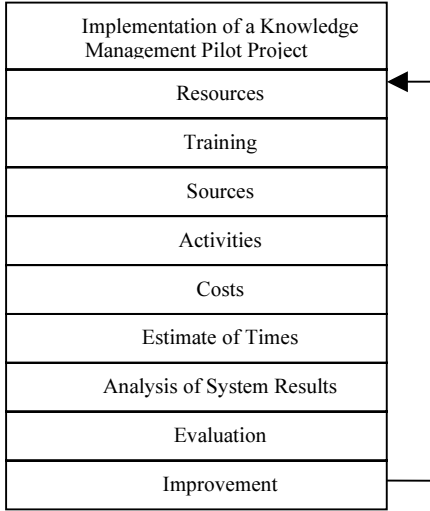 Implementation of a Knowledge
Management Pilot Project
Resources
Training
Sources
Activities
Costs
Estimate of Times
Analysis of System Results
Evaluation
Improvement